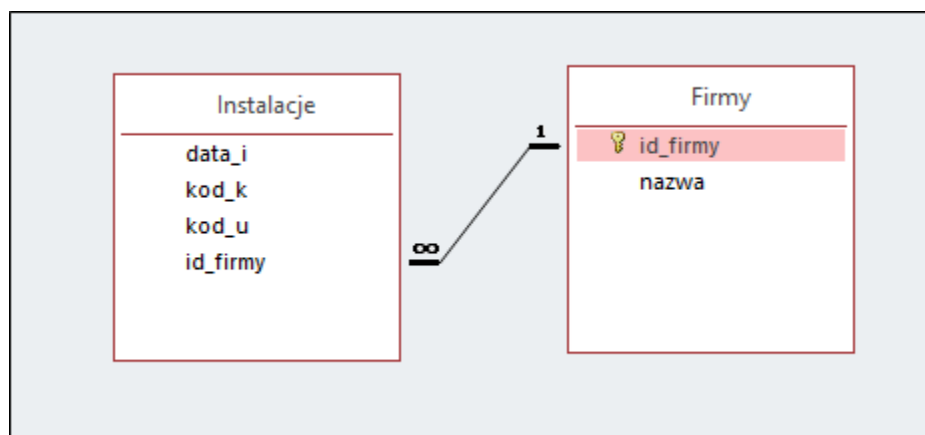 Instalacje
data_i
kod_k
kod_u
id_firmy
∞
1
Firmy
id_firmy
nazwa